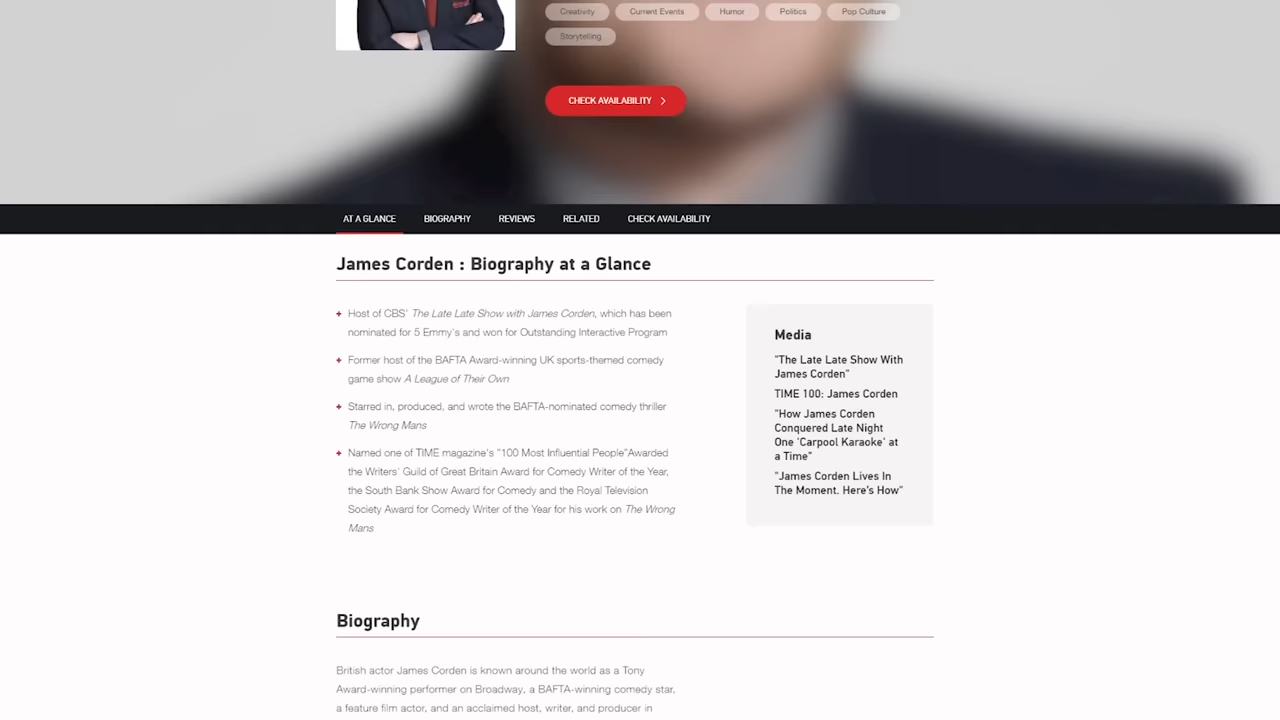 Creativity
Current Events
Humor
Politics
Pop Culture
Storytelling
CHECK AVAILABILITY
AT A GLANCE
BIOGRAPHY
REVIEWS
RELATED
CHECK AVAILABILITY
James Corden : Biography at a Glance
Host of CBS' The Late Late Show with James Corden, which has been
nominated for 5 Emmy's and won for Outstanding Interactive Program
Former host of the BAFTA Award-winning UK sports-themed comedy
game show A League of Their Own
Starred in, produced, and wrote the BAFTA-nominated comedy thriller
The Wrong Mans
Named one of TIME magazine's "100 Most Influential People"Awarded
the Writers' Guild of Great Britain Award for Comedy Writer of the Year,
the South Bank Show Award for Comedy and the Royal Television
Society Award for Comedy Writer of the Year for his work on The Wrong
Mans
Media
"The Late Late Show With
James Corden"
TIME 100: James Corden
"How James Corden
Conquered Late Night
One 'Carpool Karaoke' at
a Time"
"James Corden Lives In
The Moment. Here's How"
Biography
British actor James Corden is known around the world as a Tony
Award-winning performer on Broadway, a BAFTA-winning comedy star,
a feature film actor, and an acclaimed host, writer, and producer in